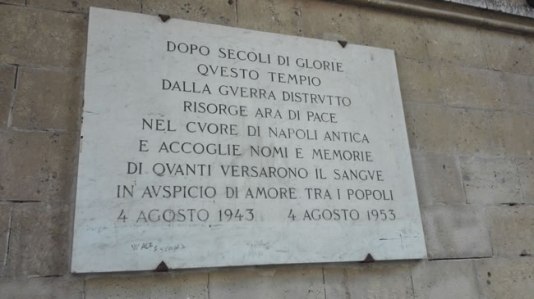 DOPO SECOLI DI GLORIE
QVESTO TEMPIO
DALLA GVERRA DISTRVTTO
RISORGE ARA DI PACE
NEL CVORE DI NAPOLI ANTICA
E ACCOGLIE NOMI E MEMORIE
DI QVANTI VERSARONO IL SANGVE
IN AVSPICIO DI AMORE TRA I POPOLI
4 AGOSTO 1943 4 AGOSTO 1953